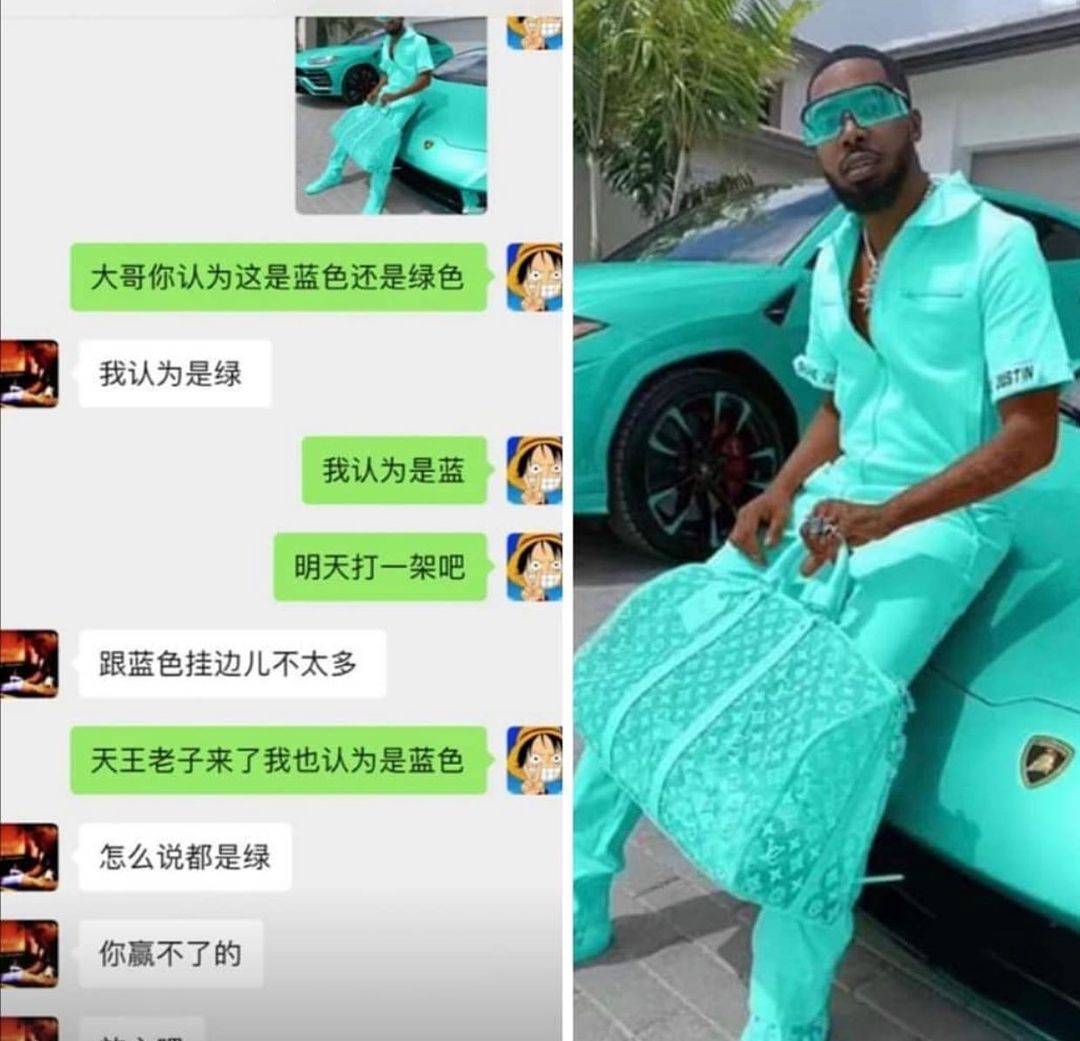 大哥你认为这是蓝色还是绿色
我认为是绿
我认为是蓝
明天打一架吧
跟蓝色挂边儿不太多
天王老子来了我也认为是蓝色
怎么说都是绿
你赢不了的
JUSTIN